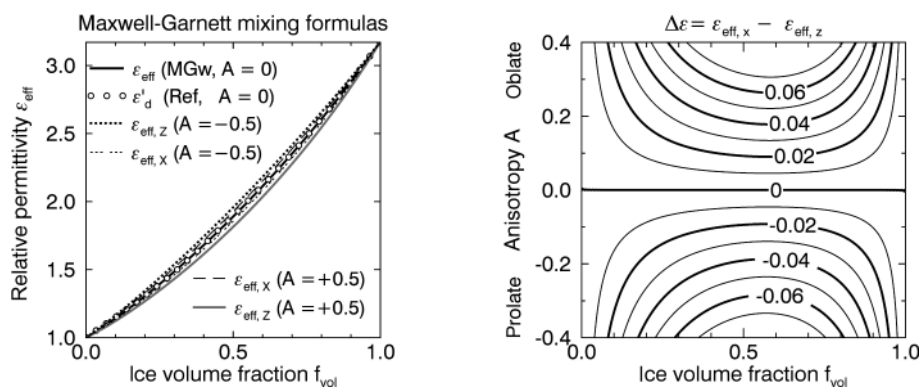 Maxwell-Garnett mixing formulas
Relative permittivity ε_eff
3.0
2.5
2.0
1.5
1.0
ε_eff (MGw, A = 0)
ε'_d (Ref, A = 0)
ε_eff, Z (A=−0.5)
ε_eff, X (A=−0.5)
ε_eff, X (A=+0.5)
ε_eff, Z (A=+0.5)
0.0 0.5 1.0
Ice volume fraction f_vol
Δε= ε_eff, x − ε_eff, z
Prolate Anisotropy A Oblate
0.4
0.2
0.0
-0.2
-0.4
0.06
0.04
0.02
0
-0.02
-0.04
-0.06
0.0 0.5 1.0
Ice volume fraction f_vol